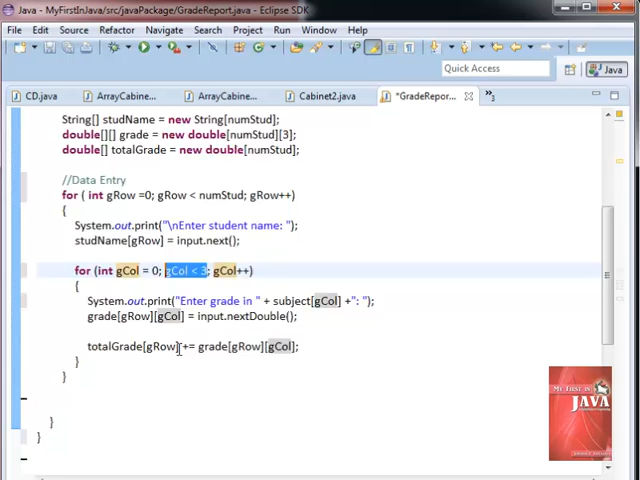 Java - MyFirstInJava/src/javaPackage/GradeReport.java - Eclipse SDK
File Edit Source Refactor Navigate Search Project Run Window Help
Quick Access
Java
CD.java ArrayCabine... ArrayCabine... Cabinet2.java *GradeRepor... »3
String[] studName = new String[numStud];
double[][] grade = new double[numStud][3];
double[] totalGrade = new double[numStud];
//Data Entry
for ( int gRow =0; gRow < numStud; gRow++)
{
System.out.print("\nEnter student name: ");
studName[gRow] = input.next();
for (int gCol = 0; gCol < 3; gCol++)
{
System.out.print("Enter grade in " + subject[gCol] +": ");
grade[gRow][gCol] = input.nextDouble();
totalGrade[gRow] += grade[gRow][gCol];
}
}
}
}
MY FIRST IN
JAVA